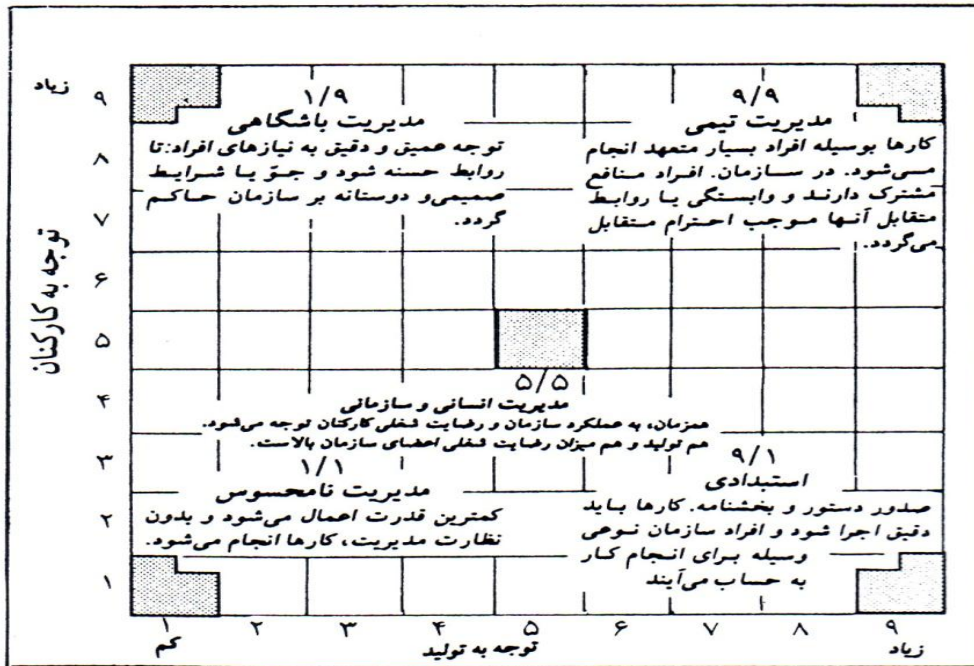 زیاد
۹
۸
۷
۶
۵
۴
۳
۲
۱
توجه به کارکنان
۱/۹
مدیریت باشگاهی
توجه عمیق و دقیق به نیازهای افراد: تا
روابط حسنه شود و جوّ یا شرایط
صمیمی و دوستانه بر سازمان حاکم
گردد.
۹/۹
مدیریت تیمی
کارها بوسیله افراد بسیار متعهد انجام
می‌شود. در سازمان. افراد منافع
مشترک دارند و وابستگی یا روابط
متقابل آنها موجب احترام متقابل
می‌گردد.
۵/۵
مدیریت انسانی و سازمانی
همزمان، به عملکرد سازمان و رضایت شغلی کارکنان توجه می‌شود.
هم تولید و هم میزان رضایت شغلی اعضای سازمان بالاست.
۱/۱
مدیریت نامحسوس
کمترین قدرت اعمال می‌شود و بدون
نظارت مدیریت، کارها انجام می‌شود.
۹/۱
استبدادی
صدور دستور و بخشنامه. کارها باید
دقیق اجرا شود و افراد سازمان نوعی
وسیله برای انجام کار
به حساب می‌آیند
۱ ۲ ۳ ۴ ۵ ۶ ۷ ۸ ۹
کم توجه به تولید زیاد